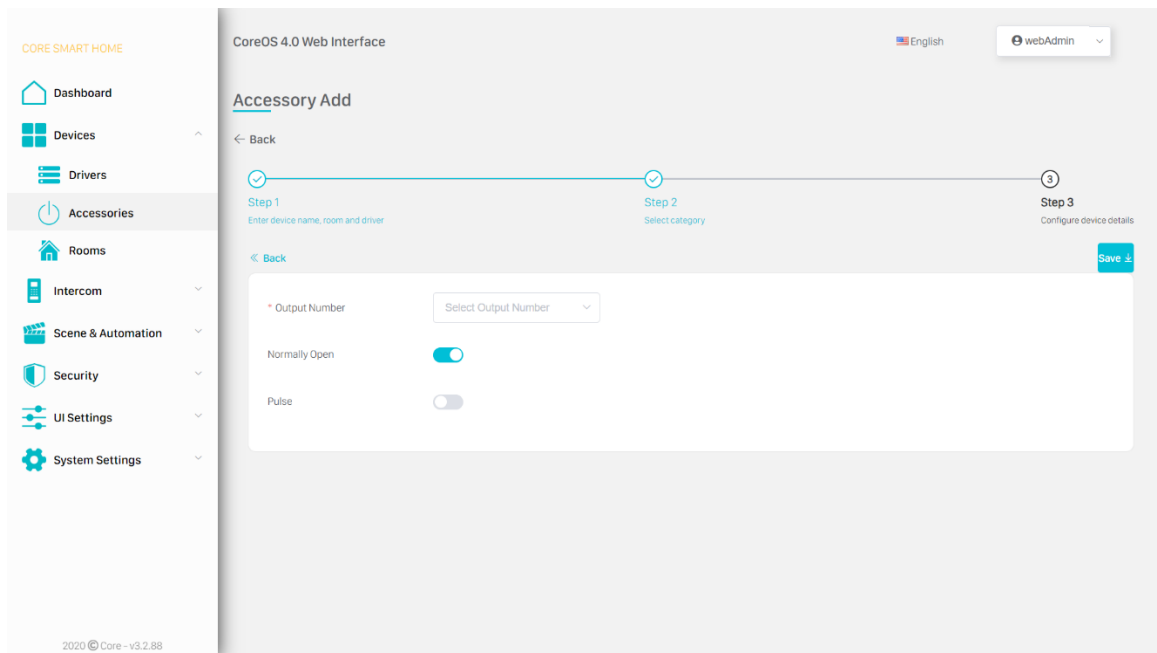 CORE SMART HOME
Dashboard
Devices
Drivers
Accessories
Rooms
Intercom
Scene & Automation
Security
UI Settings
System Settings
2020 © Core - v3.2.88
CoreOS 4.0 Web Interface
English
webAdmin
Accessory Add
← Back
Step 1
Enter device name, room and driver
Step 2
Select category
3
Step 3
Configure device details
« Back
Save
* Output Number
Select Output Number
Normally Open
Pulse